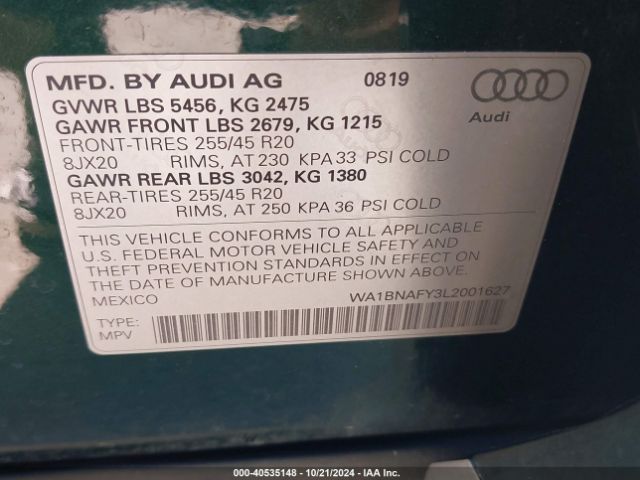 MFD. BY AUDI AG 0819
GVWR LBS 5456, KG 2475
GAWR FRONT LBS 2679, KG 1215
Audi
FRONT-TIRES 255/45 R20
8JX20 RIMS, AT 230 KPA 33 PSI COLD
GAWR REAR LBS 3042, KG 1380
REAR-TIRES 255/45 R20
8JX20 RIMS, AT 250 KPA 36 PSI COLD
THIS VEHICLE CONFORMS TO ALL APPLICABLE
U.S. FEDERAL MOTOR VEHICLE SAFETY AND
THEFT PREVENTION STANDARDS IN EFFECT ON
THE DATE OF MANUFACTURE SHOWN ABOVE.
MEXICO WA1BNAFY3L2001627
TYPE:
MPV
000-40535148 - 10/21/2024 - IAA Inc.